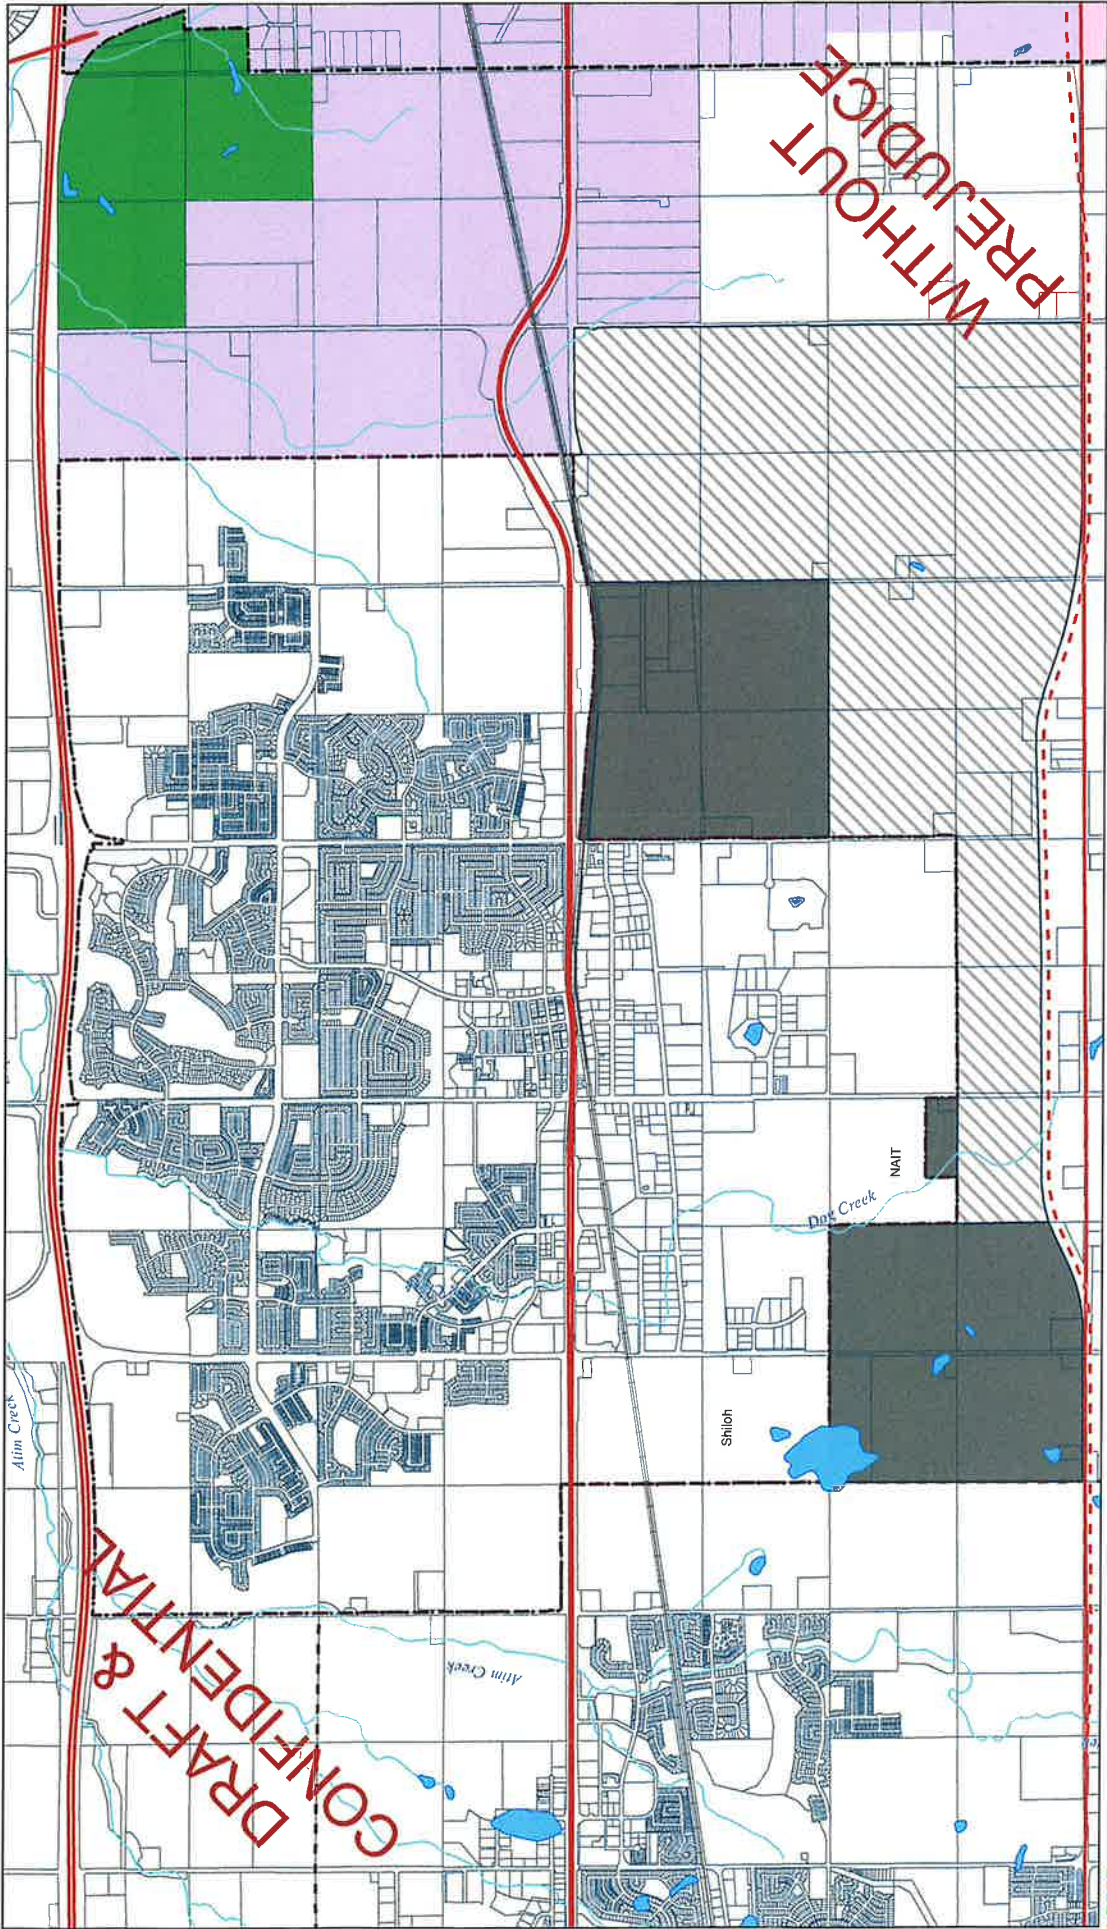 WITHOUT
PREJUDICE
Dog Creek
NAIT
Atim Creek
Shiloh
DRAFT &
CONFIDENTIAL
Atim Creek